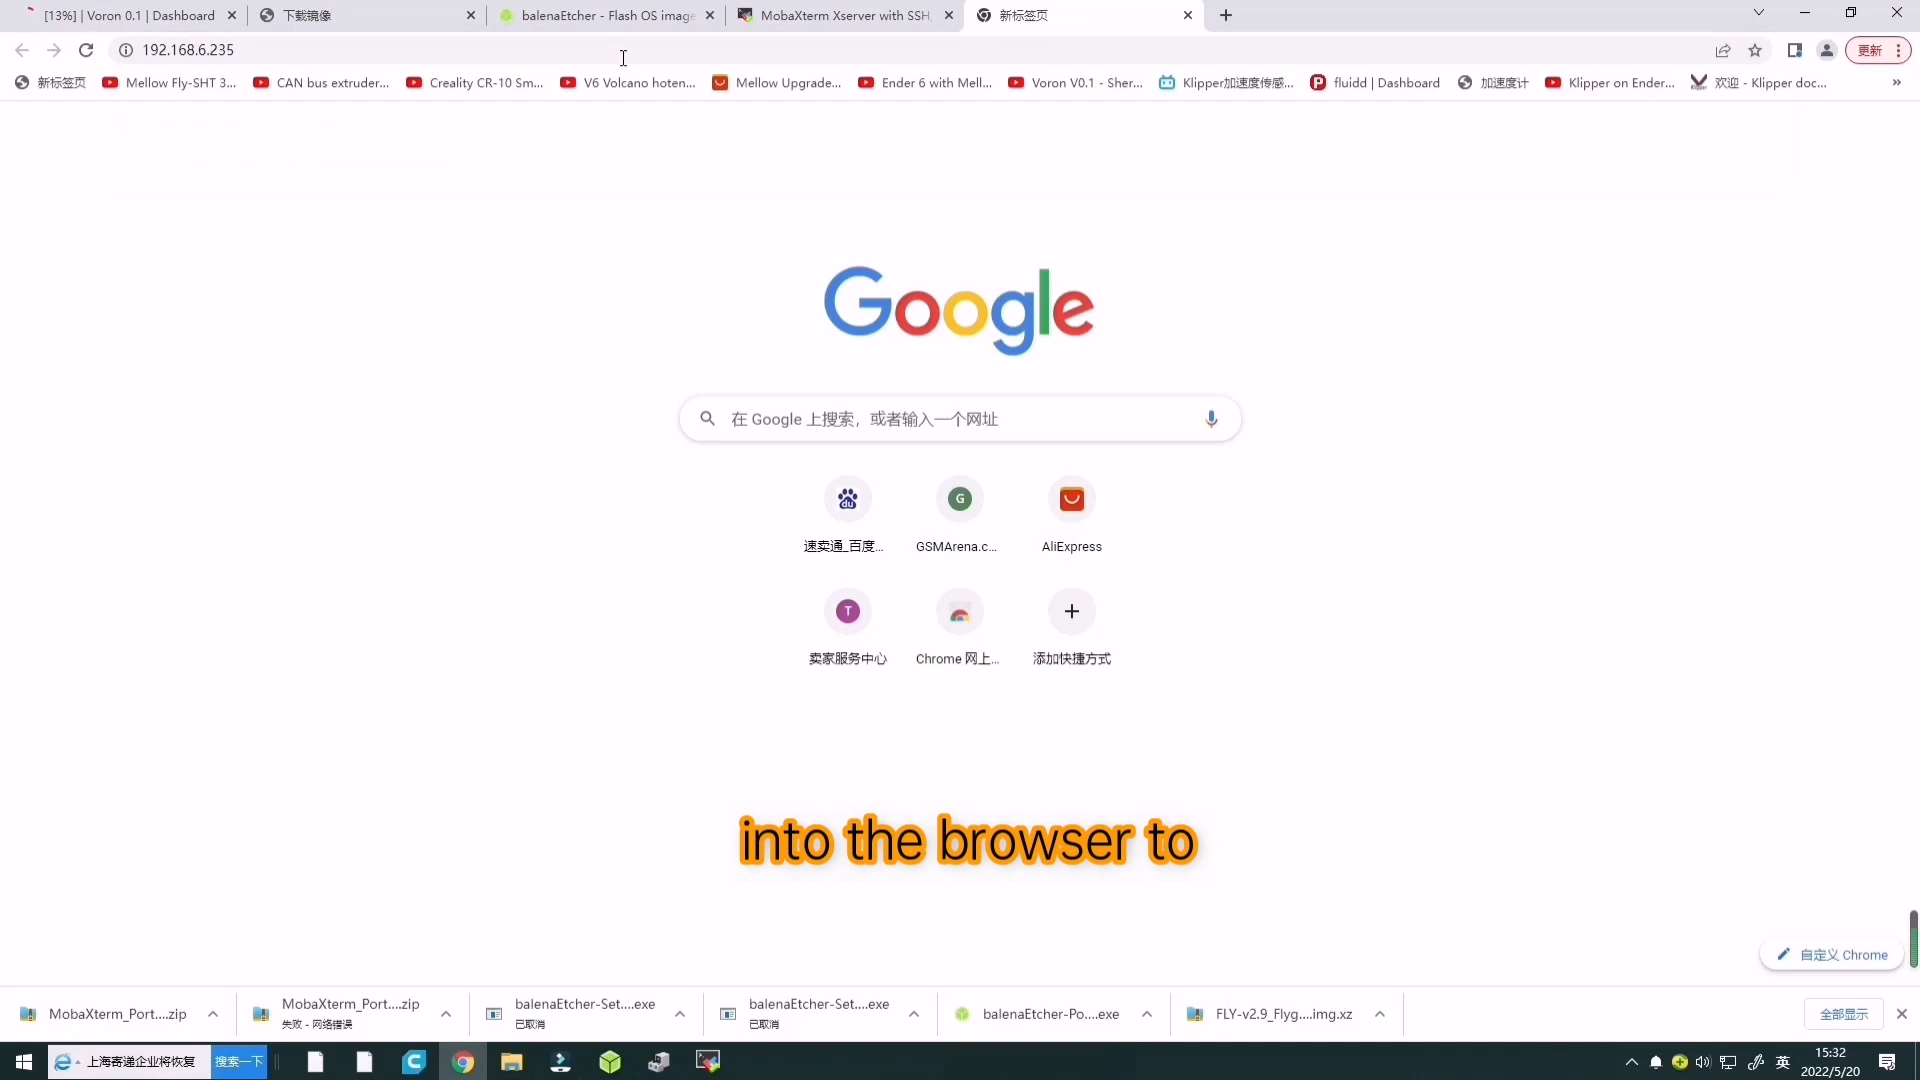 [13%] | Voron 0.1 | Dashboard
下载镜像
balenaEtcher - Flash OS image
MobaXterm Xserver with SSH,
新标签页
192.168.6.235
更新
新标签页
Mellow Fly-SHT 3...
CAN bus extruder...
Creality CR-10 Sm...
V6 Volcano hoten...
Mellow Upgrade...
Ender 6 with Mell...
Voron V0.1 - Sher...
Klipper加速度传感...
fluidd | Dashboard
加速度计
Klipper on Ender...
欢迎 - Klipper doc...
»
Google
在 Google 上搜索，或者输入一个网址
速卖通_百度...
G
GSMArena.c...
AliExpress
T
卖家服务中心
Chrome 网上...
添加快捷方式
into the browser to
自定义 Chrome
MobaXterm_Port....zip
MobaXterm_Port....zip
失败 - 网络错误
balenaEtcher-Set....exe
已取消
balenaEtcher-Set....exe
已取消
balenaEtcher-Po....exe
FLY-v2.9_Flyg....img.xz
全部显示
上海寄递企业将恢复
搜索一下
英
15:32
2022/5/20